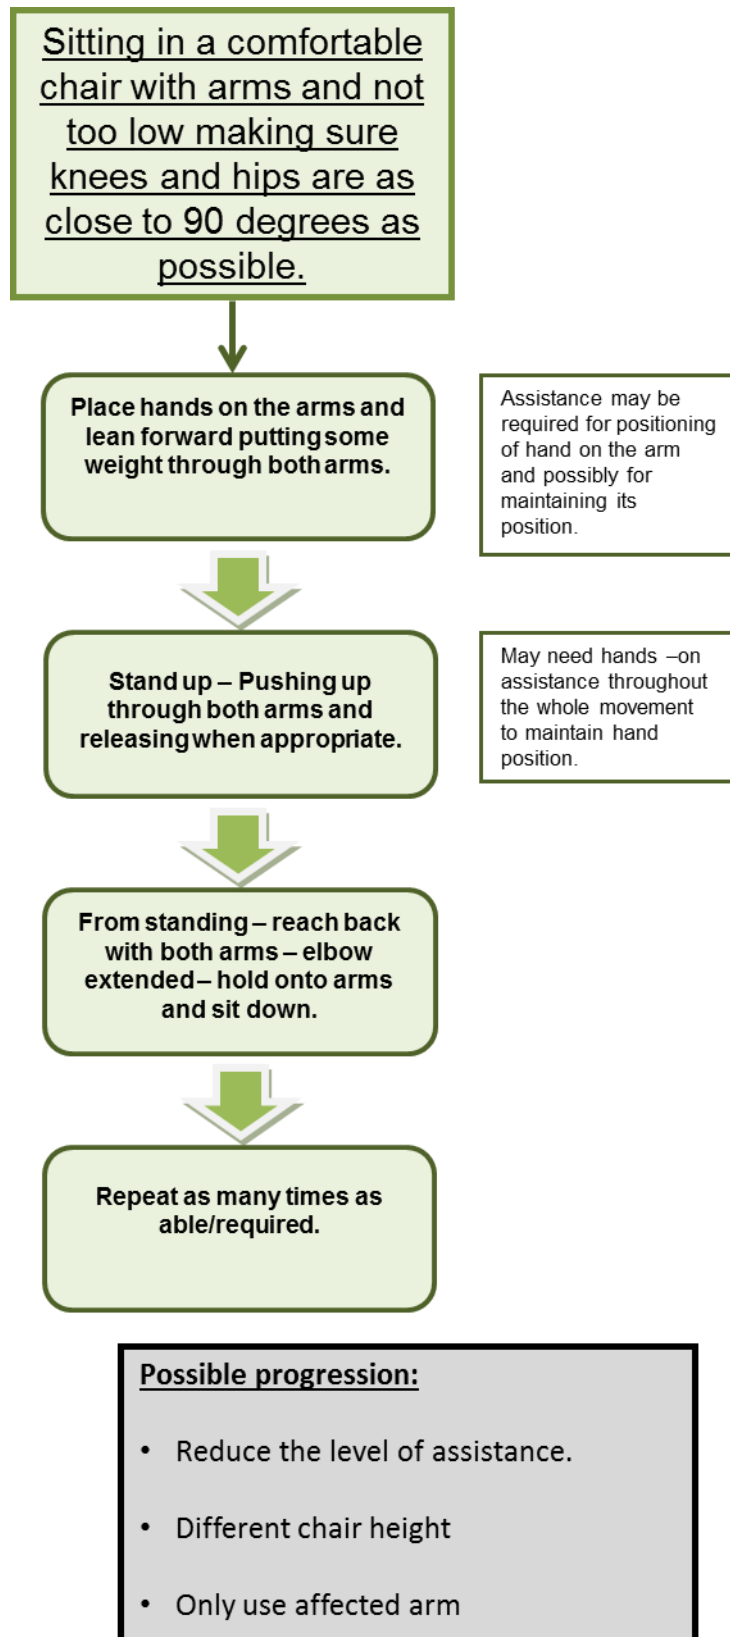 Sitting in a comfortable
chair with arms and not
too low making sure
knees and hips are as
close to 90 degrees as
possible.
Place hands on the arms and
lean forward putting some
weight through both arms.
Assistance may be
required for positioning
of hand on the arm
and possibly for
maintaining its
position.
Stand up – Pushing up
through both arms and
releasing when appropriate.
May need hands –on
assistance throughout
the whole movement
to maintain hand
position.
From standing – reach back
with both arms – elbow
extended – hold onto arms
and sit down.
Repeat as many times as
able/required.
Possible progression:
• Reduce the level of assistance.
• Different chair height
• Only use affected arm